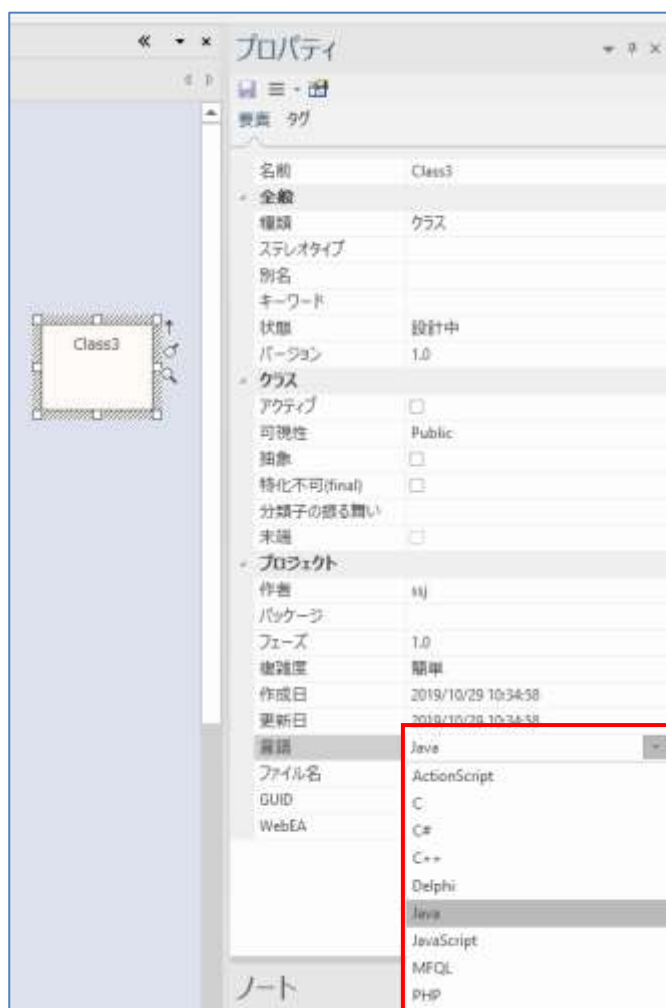 プロパティ
要素 タグ
名前 Class3
全般
種類 クラス
ステレオタイプ
別名
キーワード
状態 設計中
バージョン 1.0
クラス
アクティブ
可視性 Public
抽象
特化不可(final)
分類子の振る舞い
末端
プロジェクト
作者
パッケージ
フェーズ 1.0
複雑度 簡単
作成日 2019/10/29 10:34:58
更新日 2019/10/29 10:34:58
言語 Java
ファイル名 ActionScript
GUID C
WebEA C#
C++
Delphi
Java
JavaScript
MFQL
PHP
ノート
Class3